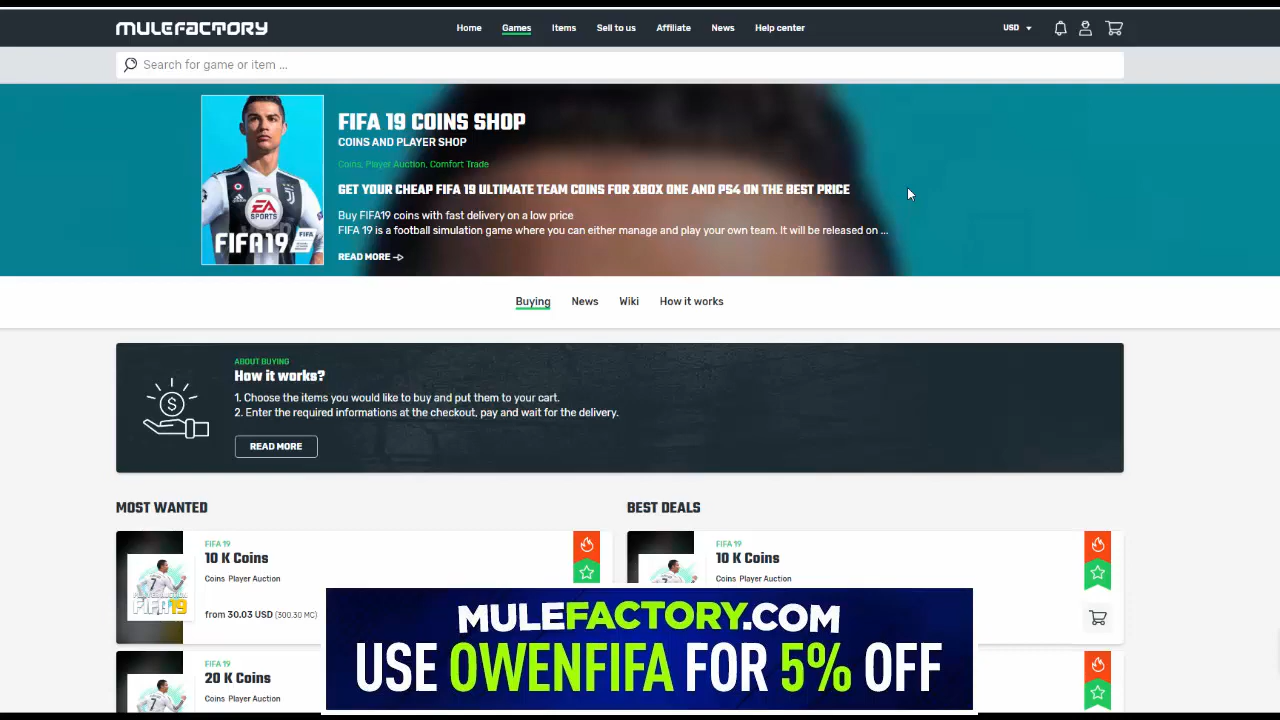 MULEFACTORY
Home Games Items Sell to us Affiliate News Help center
USD
Search for game or item ...
FIFA 19 COINS SHOP
COINS AND PLAYER SHOP
Coins, Player Auction, Comfort Trade
GET YOUR CHEAP FIFA 19 ULTIMATE TEAM COINS FOR XBOX ONE AND PS4 ON THE BEST PRICE
Buy FIFA19 coins with fast delivery on a low price
FIFA 19 is a football simulation game where you can either manage and play your own team. It will be released on ...
READ MORE
EA
SPORTS
FIFA19
FIFA
Buying News Wiki How it works
ABOUT BUYING
How it works?
1. Choose the items you would like to buy and put them to your cart.
2. Enter the required informations at the checkout, pay and wait for the delivery.
READ MORE
MOST WANTED
FIFA 19
10 K Coins
Coins Player Auction
from 30.03 USD (300.30 MC)
7
FIFA19
FIFA 19
20 K Coins
Coins Player Auction
BEST DEALS
FIFA 19
10 K Coins
Coins Player Auction
MULEFACTORY.COM
USE OWENFIFA FOR 5% OFF